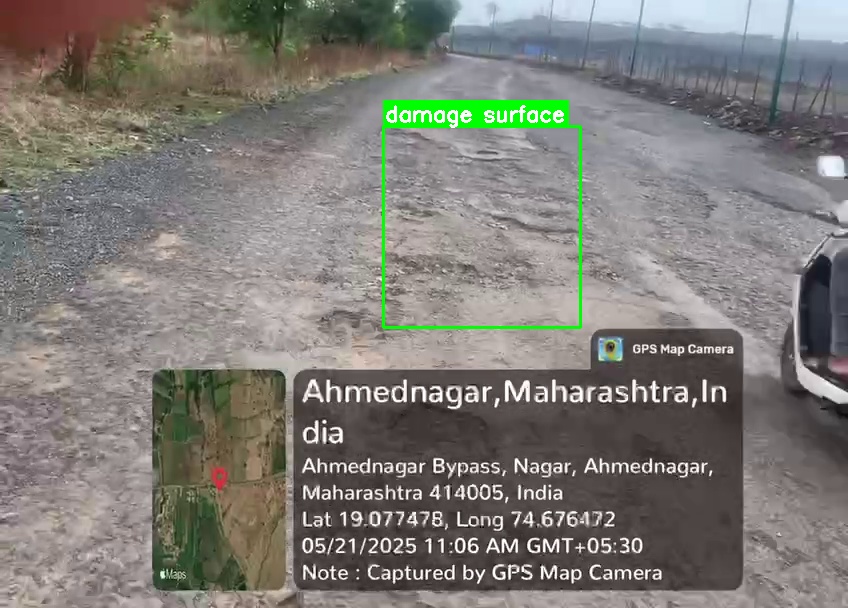 damage surface
GPS Map Camera
Ahmednagar,Maharashtra,In
dia
Ahmednagar Bypass, Nagar, Ahmednagar,
Maharashtra 414005, India
Lat 19.077478, Long 74.676472
05/21/2025 11:06 AM GMT+05:30
Note : Captured by GPS Map Camera
Maps